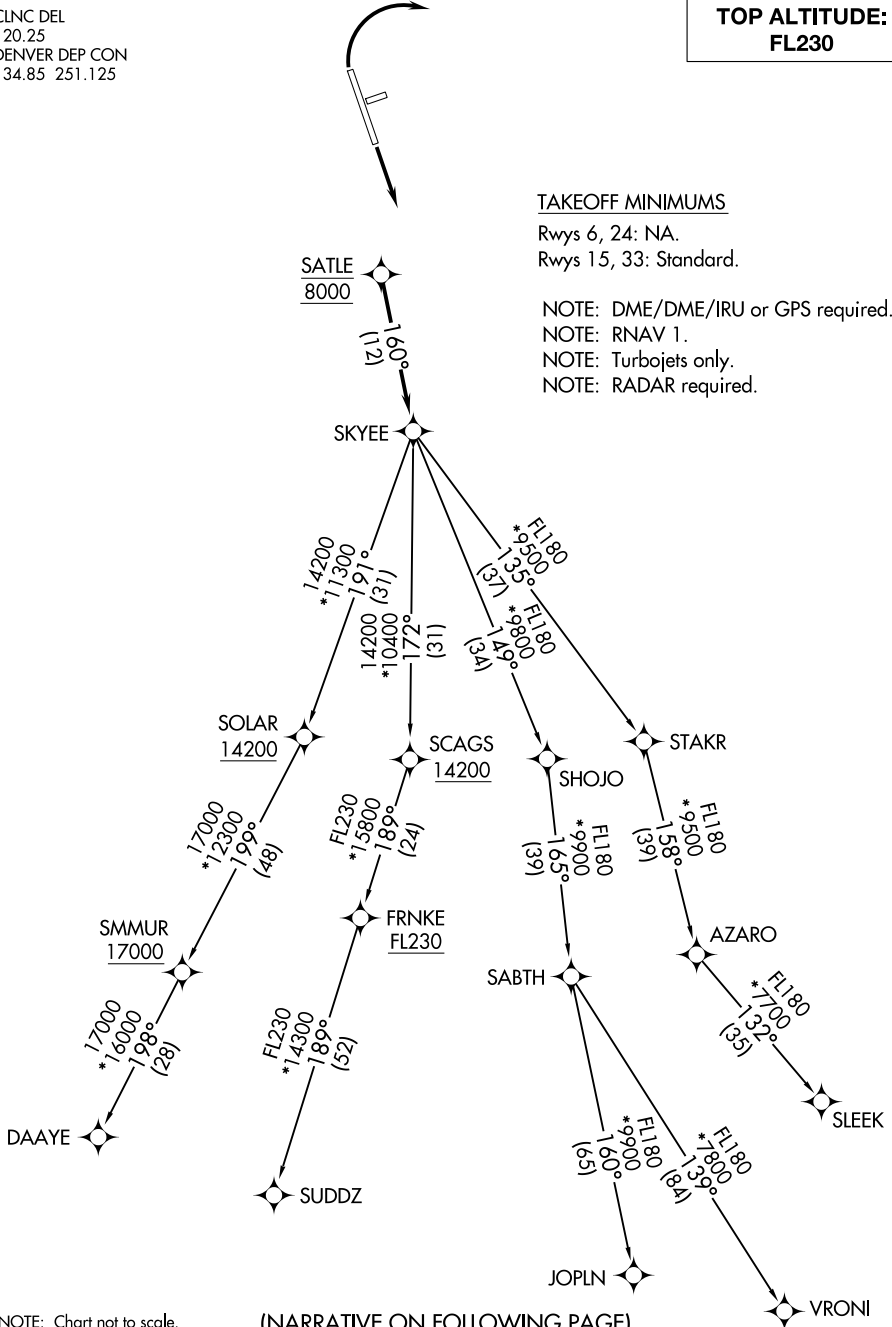 CLNC DEL
20.25
DENVER DEP CON
34.85 251.125
TOP ALTITUDE:
FL230
TAKEOFF MINIMUMS
Rwys 6, 24: NA.
Rwys 15, 33: Standard.
NOTE: DME/DME/IRU or GPS required.
NOTE: RNAV 1.
NOTE: Turbojets only.
NOTE: RADAR required.
SATLE
8000
160°
(12)
SKYEE
14200
*11300
191°
(31)
14200
*10400
172°
(31)
FL180
*9800
149°
(34)
FL180
*9500
135°
(37)
SOLAR
14200
SCAGS
14200
SHOJO
STAKR
17000
*12300
199°
(48)
FL230
*15800
189°
(24)
FL180
*9900
165°
(39)
FL180
*9500
158°
(39)
SMMUR
17000
FRNKE
FL230
SABTH
AZARO
17000
*16000
198°
(28)
FL230
*14300
189°
(52)
FL180
*9900
160°
(65)
FL180
*7800
139°
(84)
FL180
*7700
132°
(35)
DAAYE
SUDDZ
JOPLN
VRONI
SLEEK
NOTE: Chart not to scale.
(NARRATIVE ON FOLLOWING PAGE)